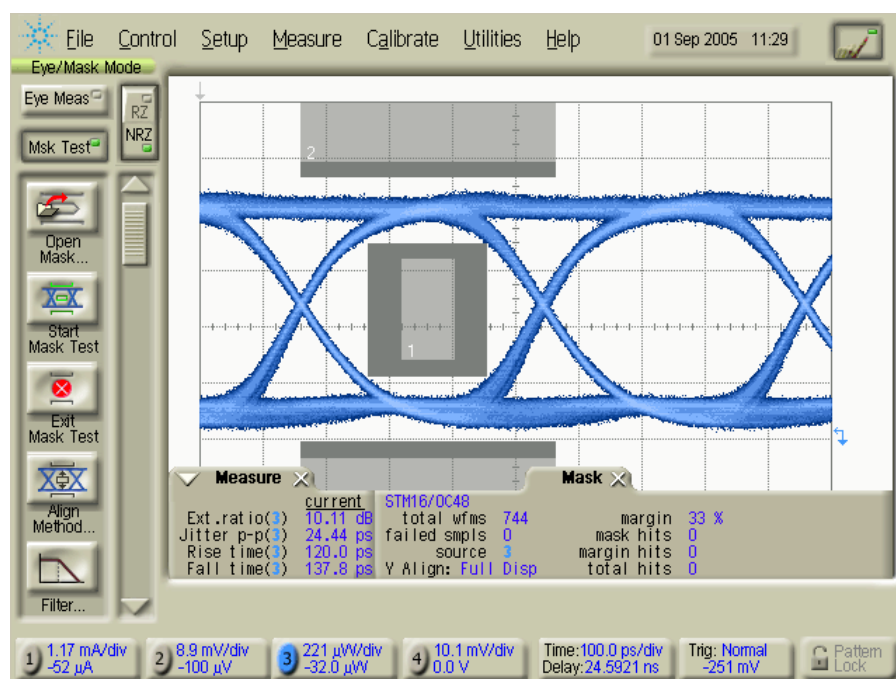 File Control Setup Measure Calibrate Utilities Help 01 Sep 2005 11:29
Eye/Mask Mode
Eye Meas
RZ
NRZ
Msk Test
2
Open
Mask...
Start
Mask Test
1
Exit
Mask Test
Align
Method...
Filter...
Measure Mask
current STM16/OC48
Ext.ratio(3) 10.11 dB total wfms 744 margin 33 %
Jitter p-p(3) 24.44 ps failed smpls 0 mask hits 0
Rise time(3) 120.0 ps source 3 margin hits 0
Fall time(3) 137.8 ps Y Align: Full Disp total hits 0
1) 1.17 mA/div 2) 8.9 mV/div 3) 221 µW/div 4) 10.1 mV/div Time:100.0 ps/div Trig: Normal Pattern
-52 µA -100 µV -32.0 µW 0.0 V Delay:24.5921 ns -251 mV Lock